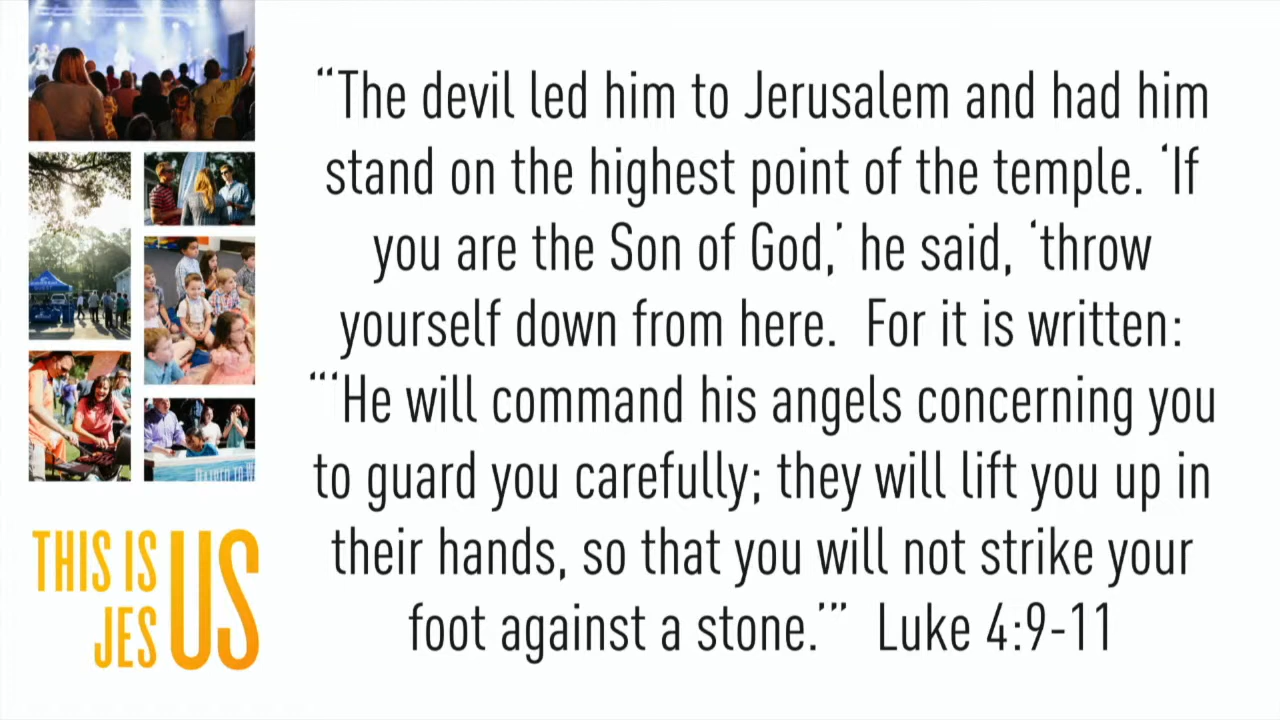 “The devil led him to Jerusalem and had him
stand on the highest point of the temple. ‘If
you are the Son of God,’ he said, ‘throw
yourself down from here.  For it is written:
“‘“He will command his angels concerning you
to guard you carefully; they will lift you up in
their hands, so that you will not strike your
foot against a stone.’”  Luke 4:9-11
THIS IS
JESUS